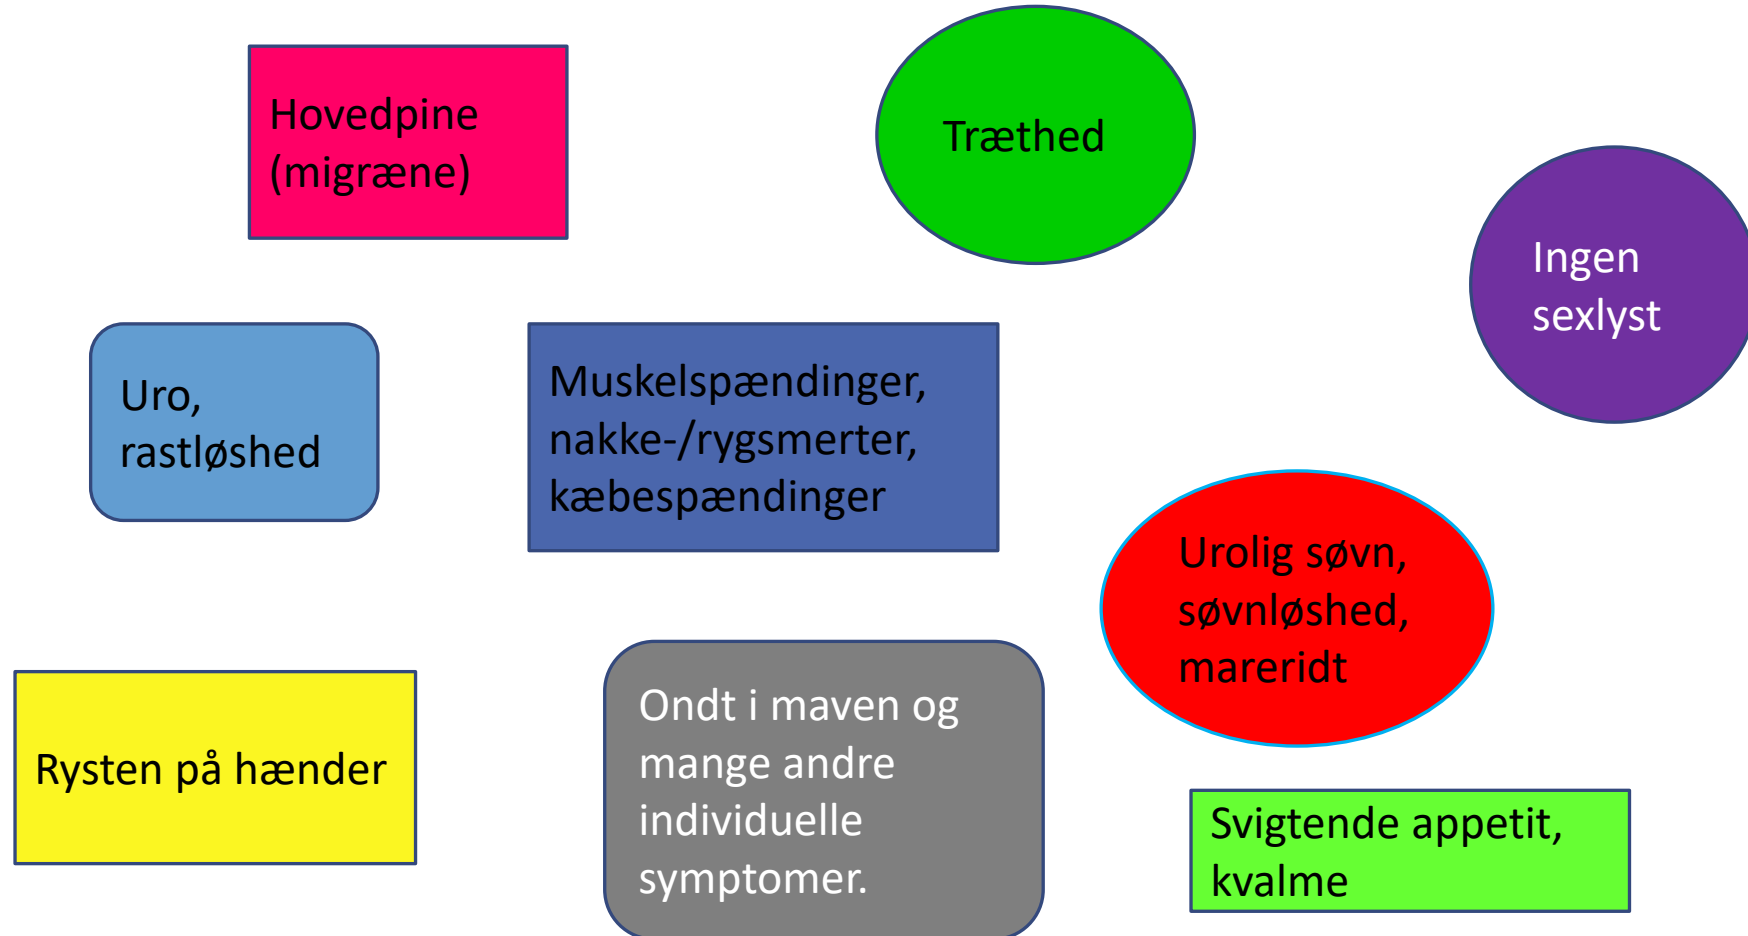 Hovedpine
(migræne)
Træthed
Ingen
sexlyst
Uro,
rastløshed
Muskelspændinger,
nakke-/rygsmerter,
kæbespændinger
Urolig søvn,
søvnløshed,
mareridt
Rysten på hænder
Ondt i maven og
mange andre
individuelle
symptomer.
Svigtende appetit,
kvalme